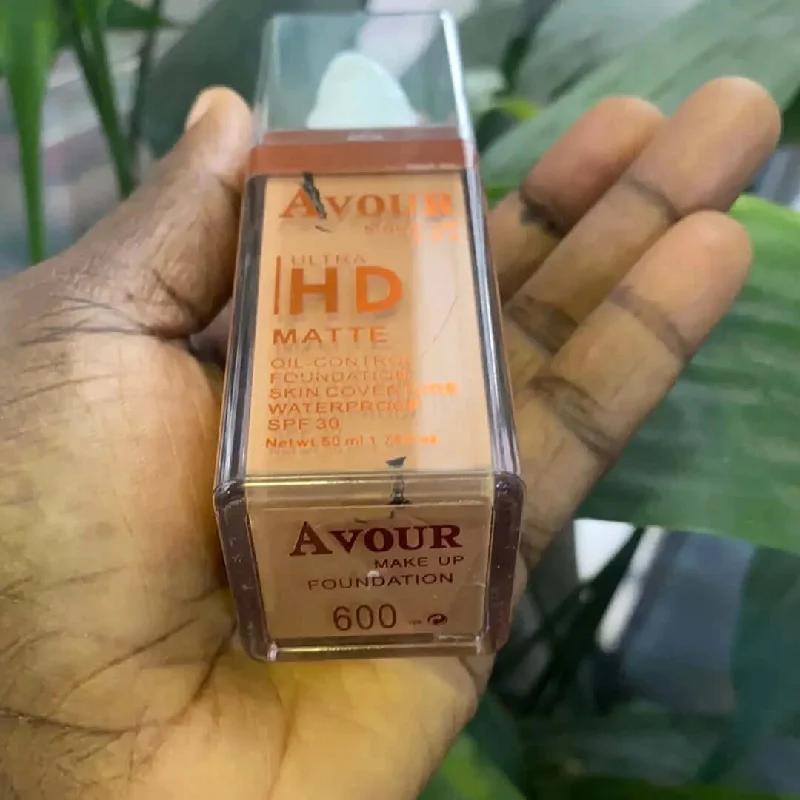 AVOUR
ULTRA
HD
MATTE
OIL-CONTROL
FOUNDATION
SKIN COVER
WATERPROOF
SPF 30
Netwt. 50 ml
AVOUR
MAKE UP
FOUNDATION
600